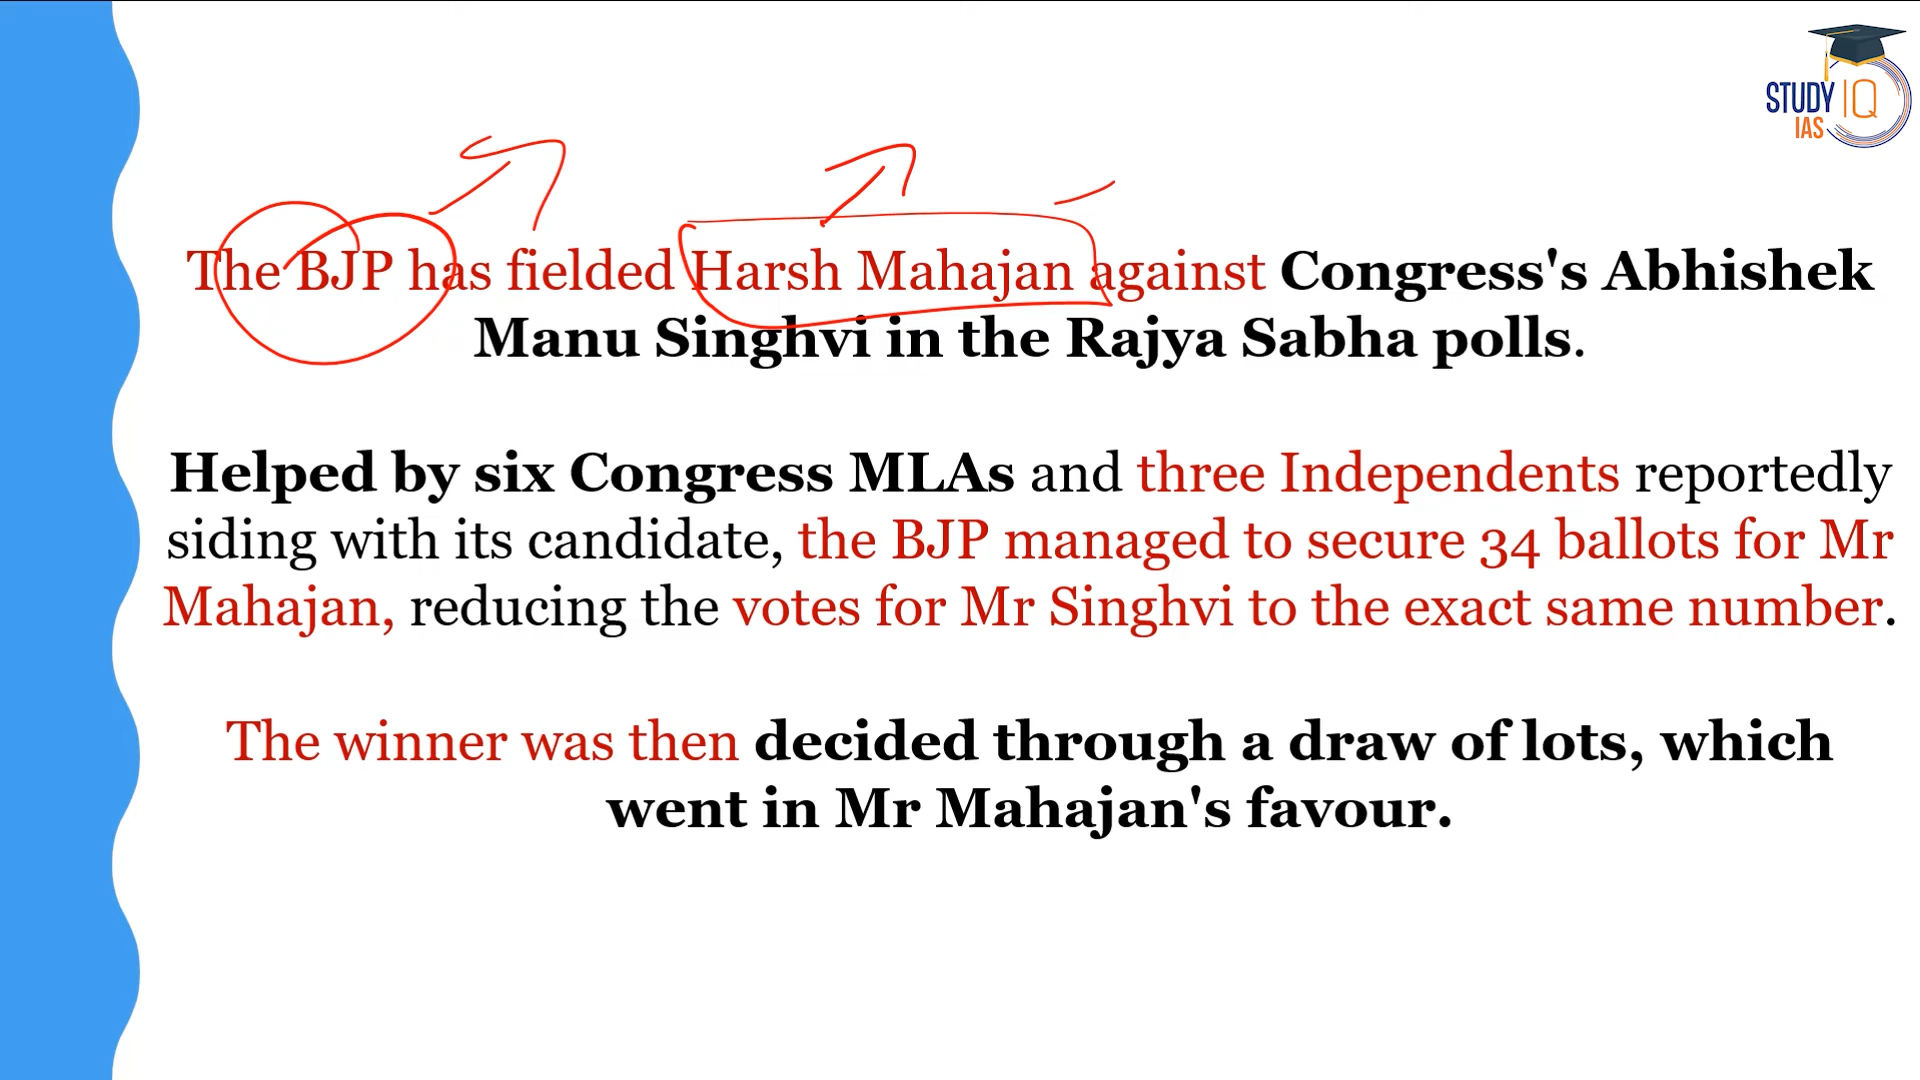 STUDY IQ
IAS
The BJP has fielded Harsh Mahajan against Congress's Abhishek
Manu Singhvi in the Rajya Sabha polls.
Helped by six Congress MLAs and three Independents reportedly
siding with its candidate, the BJP managed to secure 34 ballots for Mr
Mahajan, reducing the votes for Mr Singhvi to the exact same number.
The winner was then decided through a draw of lots, which
went in Mr Mahajan's favour.